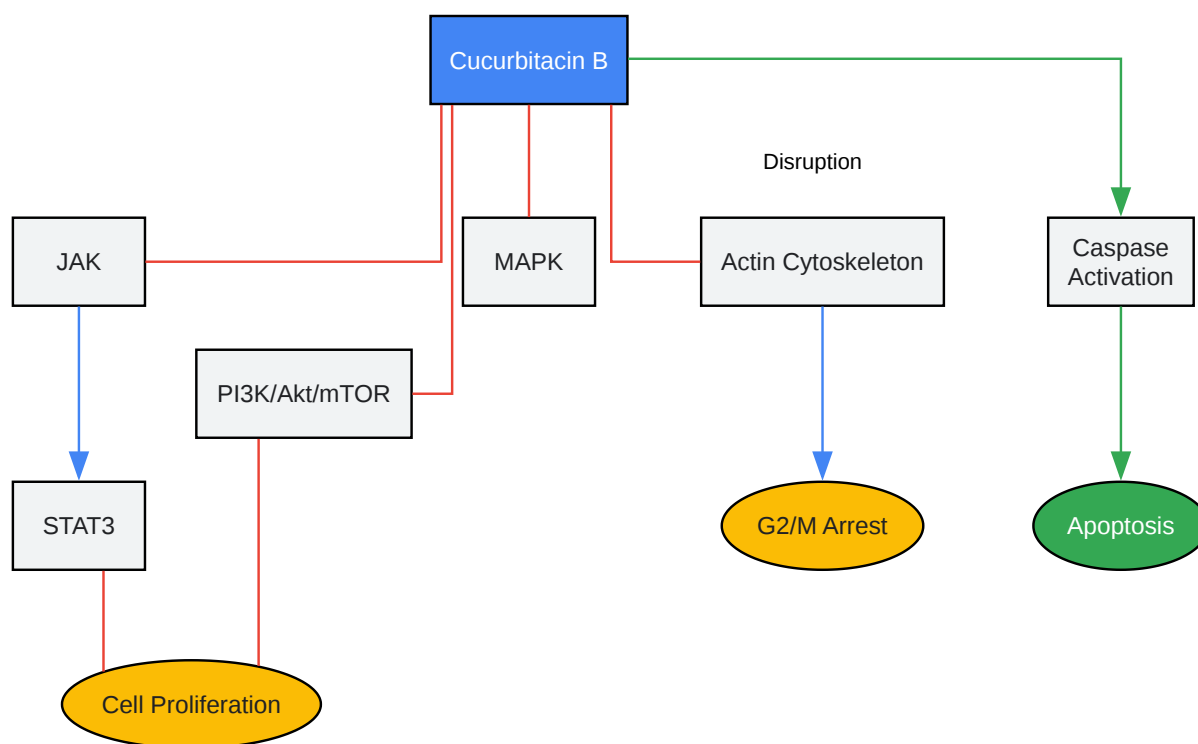 Cucurbitacin B
Disruption
JAK
MAPK
Actin Cytoskeleton
Caspase
Activation
PI3K/Akt/mTOR
STAT3
G2/M Arrest
Apoptosis
Cell Proliferation